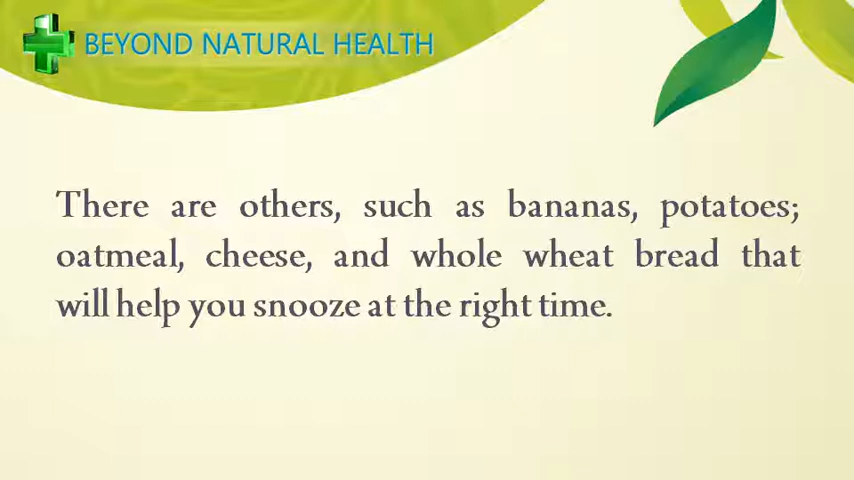 BEYOND NATURAL HEALTH
There are others, such as bananas, potatoes;
oatmeal, cheese, and whole wheat bread that
will help you snooze at the right time.